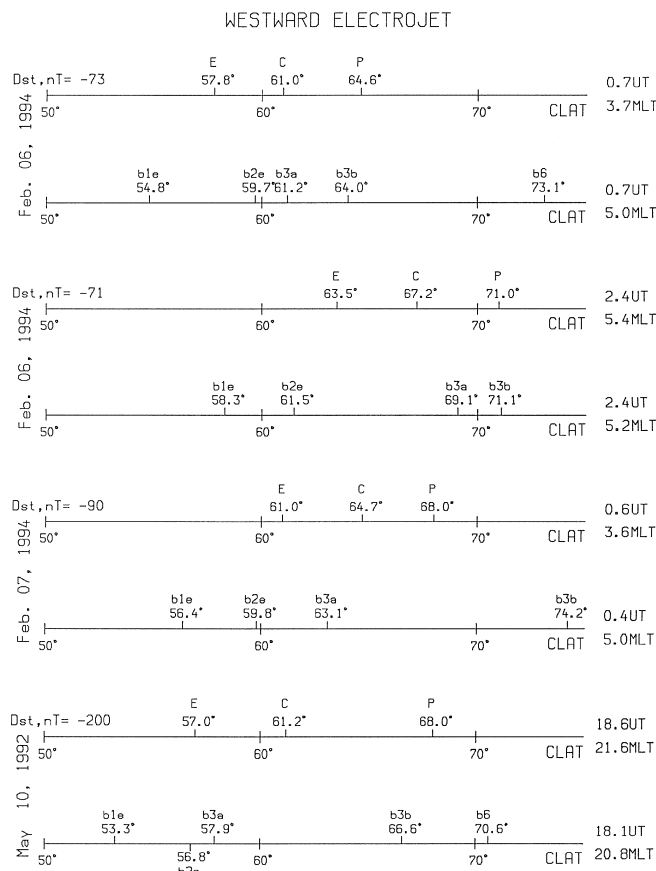 WESTWARD ELECTROJET
Feb. 06, 1994
E C P
Dst,nT= -73 57.8° 61.0° 64.6° 0.7UT
50° 60° 70° CLAT 3.7MLT
b1e b2e b3a b3b b6
54.8° 59.7° 61.2° 64.0° 73.1° 0.7UT
50° 60° 70° CLAT 5.0MLT
Feb. 06, 1994
E C P
Dst,nT= -71 63.5° 67.2° 71.0° 2.4UT
50° 60° 70° CLAT 5.4MLT
b1e b2e b3a b3b
58.3° 61.5° 69.1° 71.1° 2.4UT
50° 60° 70° CLAT 5.2MLT
Feb. 07, 1994
E C P
Dst,nT= -90 61.0° 64.7° 68.0° 0.6UT
50° 60° 70° CLAT 3.6MLT
b1e b2e b3a b3b
56.4° 59.8° 63.1° 74.2° 0.4UT
50° 60° 70° CLAT 5.0MLT
May 10, 1992
E C P
Dst,nT= -200 57.0° 61.2° 68.0° 18.6UT
50° 60° 70° CLAT 21.6MLT
b1e b3a b3b b6
53.3° 57.9° 66.6° 70.6° 18.1UT
50° 56.8° 60° 70° CLAT 20.8MLT